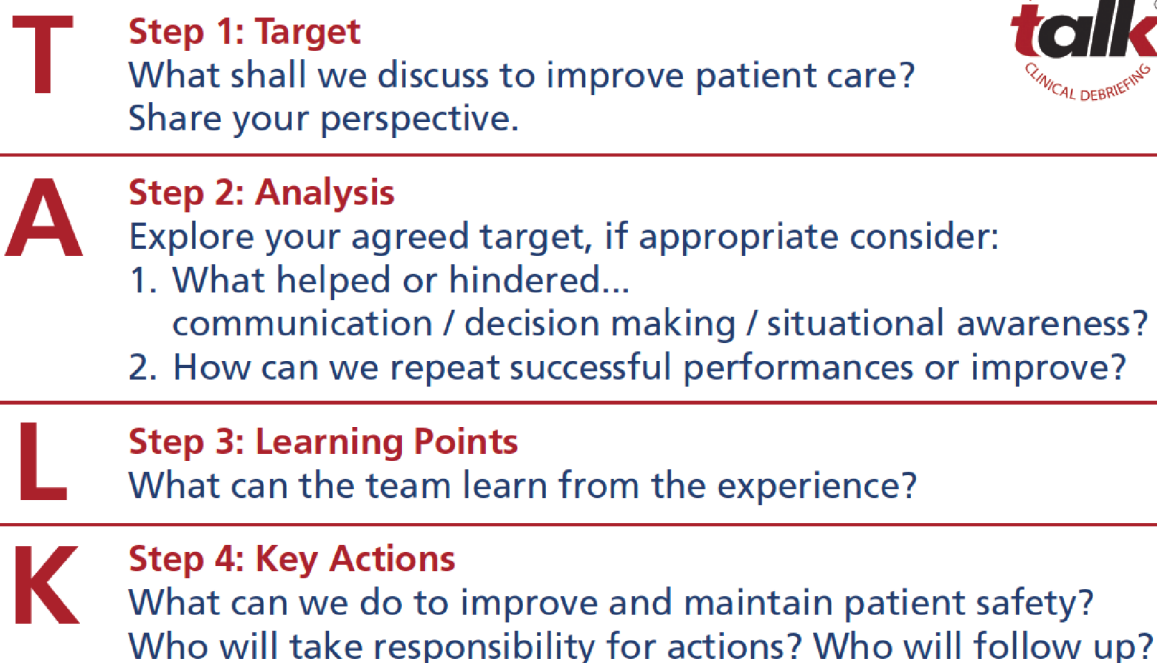 T
Step 1: Target
What shall we discuss to improve patient care?
Share your perspective.
talk
CLINICAL DEBRIEFING
A
Step 2: Analysis
Explore your agreed target, if appropriate consider:
1. What helped or hindered...
communication / decision making / situational awareness?
2. How can we repeat successful performances or improve?
L
Step 3: Learning Points
What can the team learn from the experience?
K
Step 4: Key Actions
What can we do to improve and maintain patient safety?
Who will take responsibility for actions? Who will follow up?